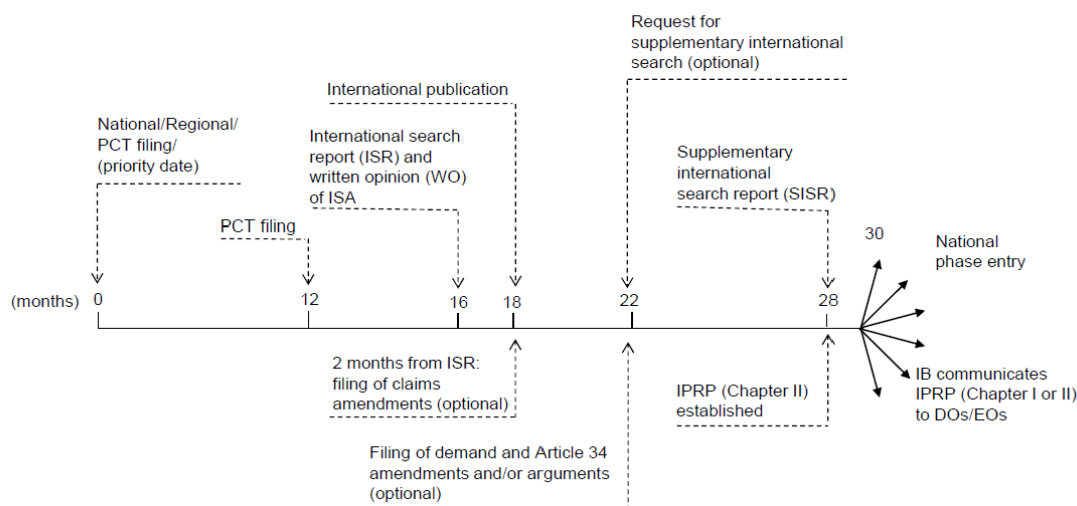 Request for
supplementary international
search (optional)
International publication
National/Regional/
PCT filing/
(priority date)
International search
report (ISR) and
written opinion (WO)
of ISA
Supplementary
international
search report (SISR)
PCT filing
30
National
phase entry
(months) 0 12 16 18 22 28
2 months from ISR:
filing of claims
amendments (optional)
IPRP (Chapter II)
established
IB communicates
IPRP (Chapter I or II)
to DOs/EOs
Filing of demand and Article 34
amendments and/or arguments
(optional)